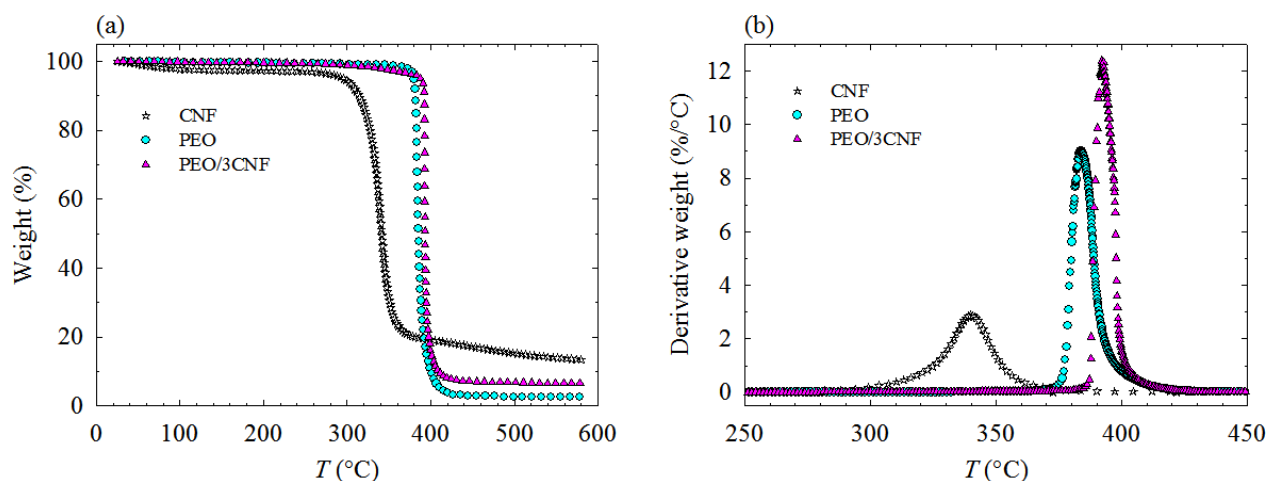 (a)
100
80
60
40
20
0
Weight (%)
CNF
PEO
PEO/3CNF
0 100 200 300 400 500 600
T (°C)
(b)
12
10
8
6
4
2
0
Derivative weight (%/°C)
CNF
PEO
PEO/3CNF
250 300 350 400 450
T (°C)